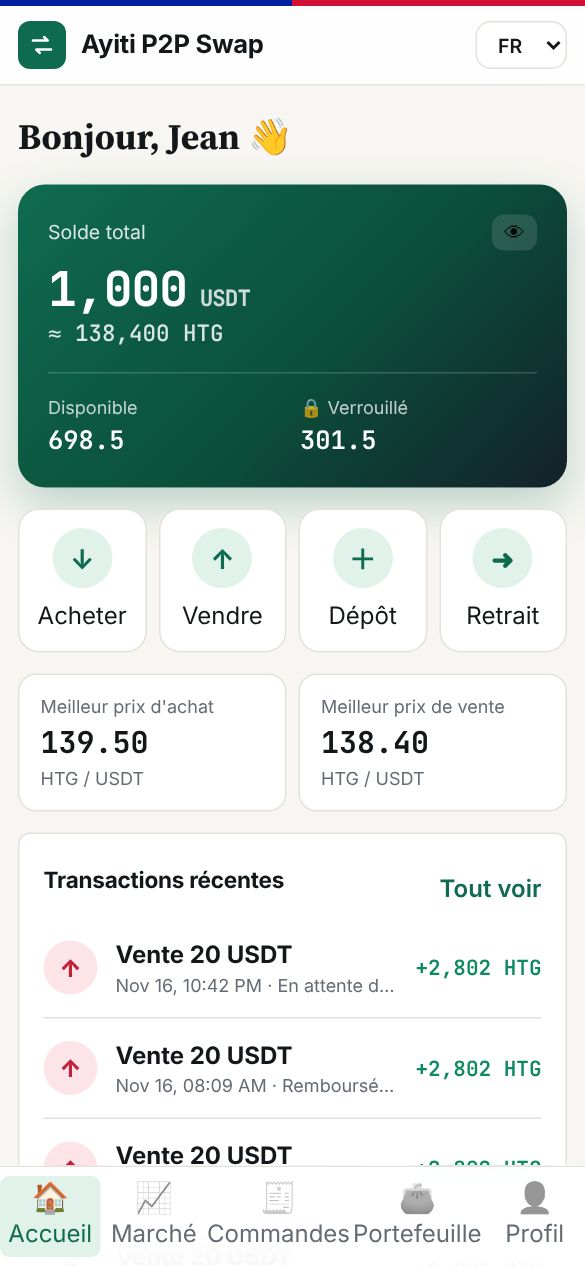 Ayiti P2P Swap
FR
Bonjour, Jean 👋
Solde total
1,000 USDT
≈ 138,400 HTG
Disponible
🔒 Verrouillé
698.5
301.5
Acheter
Vendre
Dépôt
Retrait
Meilleur prix d'achat
Meilleur prix de vente
139.50
138.40
HTG / USDT
HTG / USDT
Transactions récentes
Tout voir
Vente 20 USDT
+2,802 HTG
Nov 16, 10:42 PM · En attente d...
Vente 20 USDT
+2,802 HTG
Nov 16, 08:09 AM · Remboursé...
Vente 20 USDT
Accueil
Marché
Commandes
Portefeuille
Profil